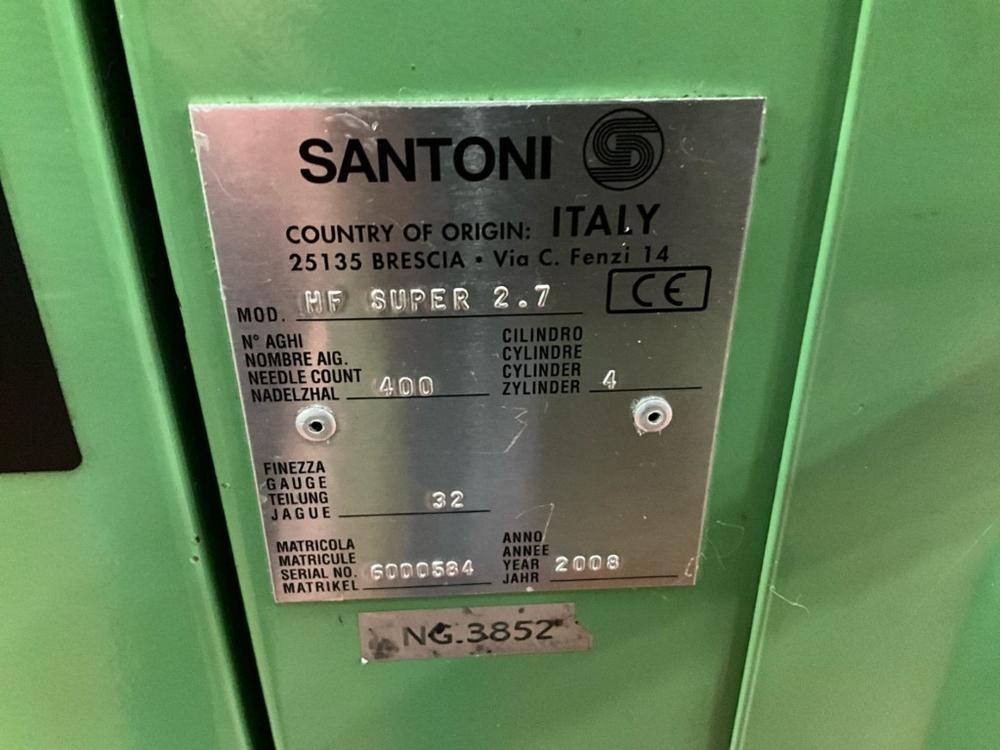 SANTONI
COUNTRY OF ORIGIN: ITALY
25135 BRESCIA • Via C. Fenzi 14
MOD. HF SUPER 2.7
CE
N° AGHI
NOMBRE AIG.
NEEDLE COUNT
NADELZHAL 400
CILINDRO
CYLINDRE
CYLINDER
ZYLINDER 4
FINEZZA
GAUGE
TEILUNG
JAGUE 32
MATRICOLA
MATRICULE
SERIAL NO. 6000584
MATRIKEL
ANNO
ANNEE
YEAR 2008
JAHR
NG.3852